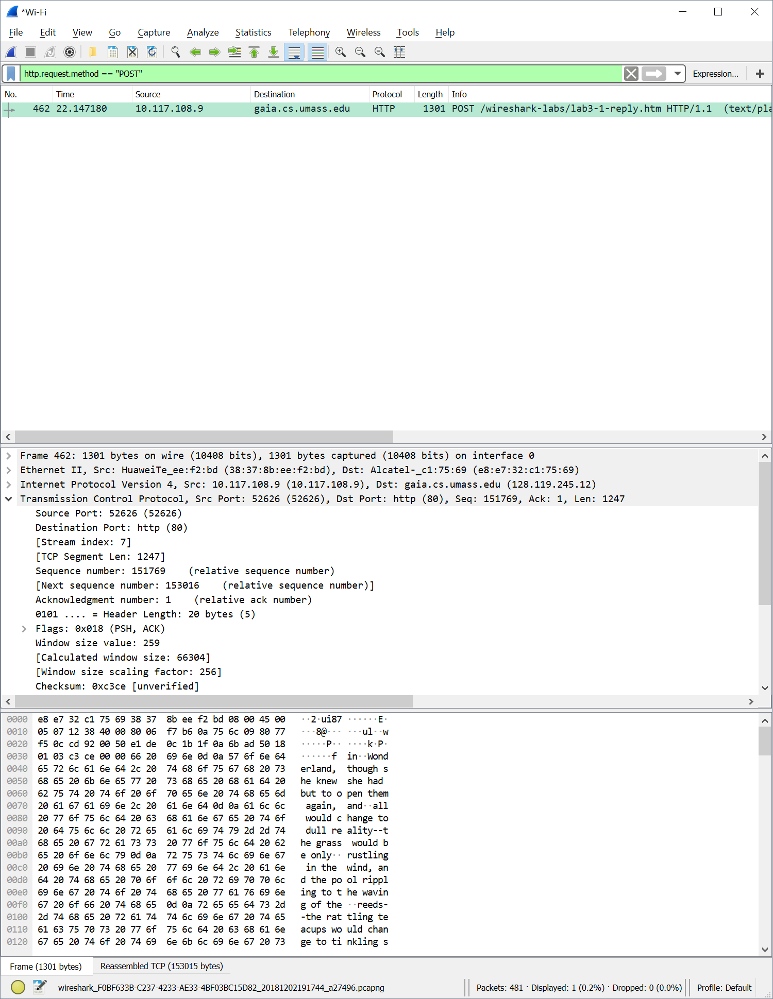 *Wi-Fi
File Edit View Go Capture Analyze Statistics Telephony Wireless Tools Help
http.request.method == "POST" Expression... +
No. Time Source Destination Protocol Length Info
462 22.147180 10.117.108.9 gaia.cs.umass.edu HTTP 1301 POST /wireshark-labs/lab3-1-reply.htm HTTP/1.1 (text/pla
Frame 462: 1301 bytes on wire (10408 bits), 1301 bytes captured (10408 bits) on interface 0
Ethernet II, Src: HuaweiTe_ee:f2:bd (38:37:8b:ee:f2:bd), Dst: Alcatel-_c1:75:69 (e8:e7:32:c1:75:69)
Internet Protocol Version 4, Src: 10.117.108.9 (10.117.108.9), Dst: gaia.cs.umass.edu (128.119.245.12)
Transmission Control Protocol, Src Port: 52626 (52626), Dst Port: http (80), Seq: 151769, Ack: 1, Len: 1247
Source Port: 52626 (52626)
Destination Port: http (80)
[Stream index: 7]
[TCP Segment Len: 1247]
Sequence number: 151769 (relative sequence number)
[Next sequence number: 153016 (relative sequence number)]
Acknowledgment number: 1 (relative ack number)
0101 .... = Header Length: 20 bytes (5)
Flags: 0x018 (PSH, ACK)
Window size value: 259
[Calculated window size: 66304]
[Window size scaling factor: 256]
Checksum: 0xc3ce [unverified]
0000 e8 e7 32 c1 75 69 38 37 8b ee f2 bd 08 00 45 00 ··2·ui87 ······E·
0010 05 07 12 38 40 00 80 06 f7 b6 0a 75 6c 09 80 77 ···8@··· ···ul··w
0020 f5 0c cd 92 00 50 e1 de 0c 1b 1f 0a 6b ad 50 18 ·····P·· ····k·P·
0030 01 03 c3 ce 00 00 66 20 69 6e 0d 0a 57 6f 6e 64 ······f in··Wond
0040 65 72 6c 61 6e 64 2c 20 74 68 6f 75 67 68 20 73 erland, though s
0050 68 65 20 6b 6e 65 77 20 73 68 65 20 68 61 64 20 he knew she had
0060 62 75 74 20 74 6f 20 6f 70 65 6e 20 74 68 65 6d but to o pen them
0070 20 61 67 61 69 6e 2c 20 61 6e 64 0d 0a 61 6c 6c again, and··all
0080 20 77 6f 75 6c 64 20 63 68 61 6e 67 65 20 74 6f would c hange to
0090 20 64 75 6c 6c 20 72 65 61 6c 69 74 79 2d 2d 74 dull re ality--t
00a0 68 65 20 67 72 61 73 73 20 77 6f 75 6c 64 20 62 he grass would b
00b0 65 20 6f 6e 6c 79 0d 0a 72 75 73 74 6c 69 6e 67 e only·· rustling
00c0 20 69 6e 20 74 68 65 20 77 69 6e 64 2c 20 61 6e in the wind, an
00d0 64 20 74 68 65 20 70 6f 6f 6c 20 72 69 70 70 6c d the po ol rippl
00e0 69 6e 67 20 74 6f 20 74 68 65 20 77 61 76 69 6e ing to t he wavin
00f0 67 20 6f 66 20 74 68 65 0d 0a 72 65 65 64 73 2d g of the ··reeds-
0100 2d 74 68 65 20 72 61 74 74 6c 69 6e 67 20 74 65 -the rat tling te
0110 61 63 75 70 73 20 77 6f 75 6c 64 20 63 68 61 6e acups wo uld chan
0120 67 65 20 74 6f 20 74 69 6e 6b 6c 69 6e 67 20 73 ge to ti nkling s
Frame (1301 bytes) Reassembled TCP (153015 bytes)
wireshark_F0BF633B-C237-4233-AE33-4BF03BC15D82_20181202191744_a27496.pcapng Packets: 481 · Displayed: 1 (0.2%) · Dropped: 0 (0.0%) Profile: Default